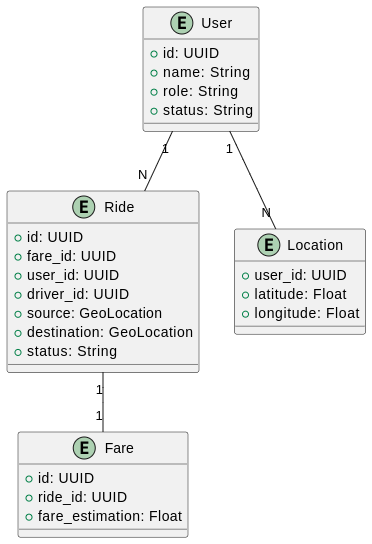 E User
id: UUID
name: String
role: String
status: String
1
1
N
N
E Ride
id: UUID
fare_id: UUID
user_id: UUID
driver_id: UUID
source: GeoLocation
destination: GeoLocation
status: String
E Location
user_id: UUID
latitude: Float
longitude: Float
1
1
E Fare
id: UUID
ride_id: UUID
fare_estimation: Float